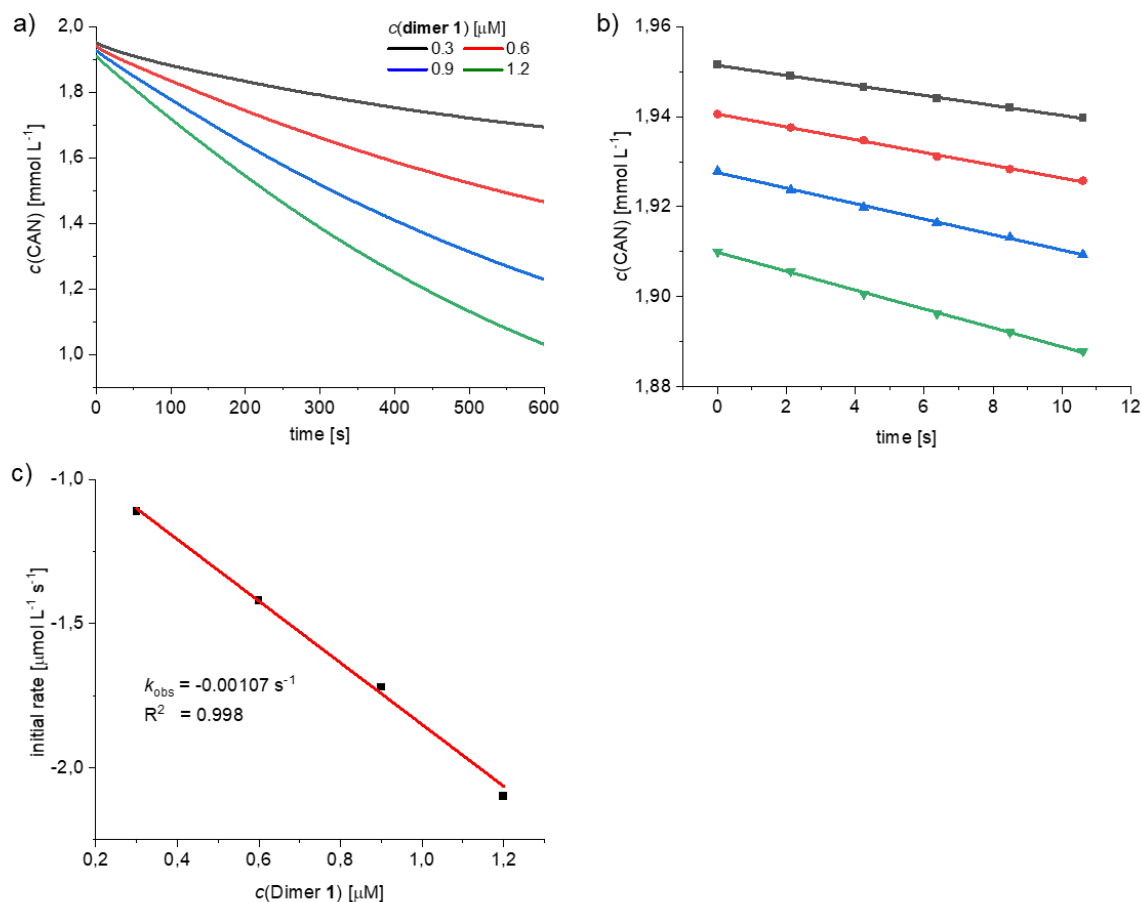 a)
c(dimer 1) [µM]
0.3 0.6
0.9 1.2
2,0
1,8
1,6
1,4
1,2
1,0
c(CAN) [mmol L-1]
0 100 200 300 400 500 600
time [s]
b)
1,96
1,94
1,92
1,90
1,88
c(CAN) [mmol L-1]
0 2 4 6 8 10 12
time [s]
c)
-1,0
-1,5
-2,0
initial rate [µmol L-1 s-1]
kobs = -0.00107 s-1
R2 = 0.998
0,2 0,4 0,6 0,8 1,0 1,2
c(Dimer 1) [µM]